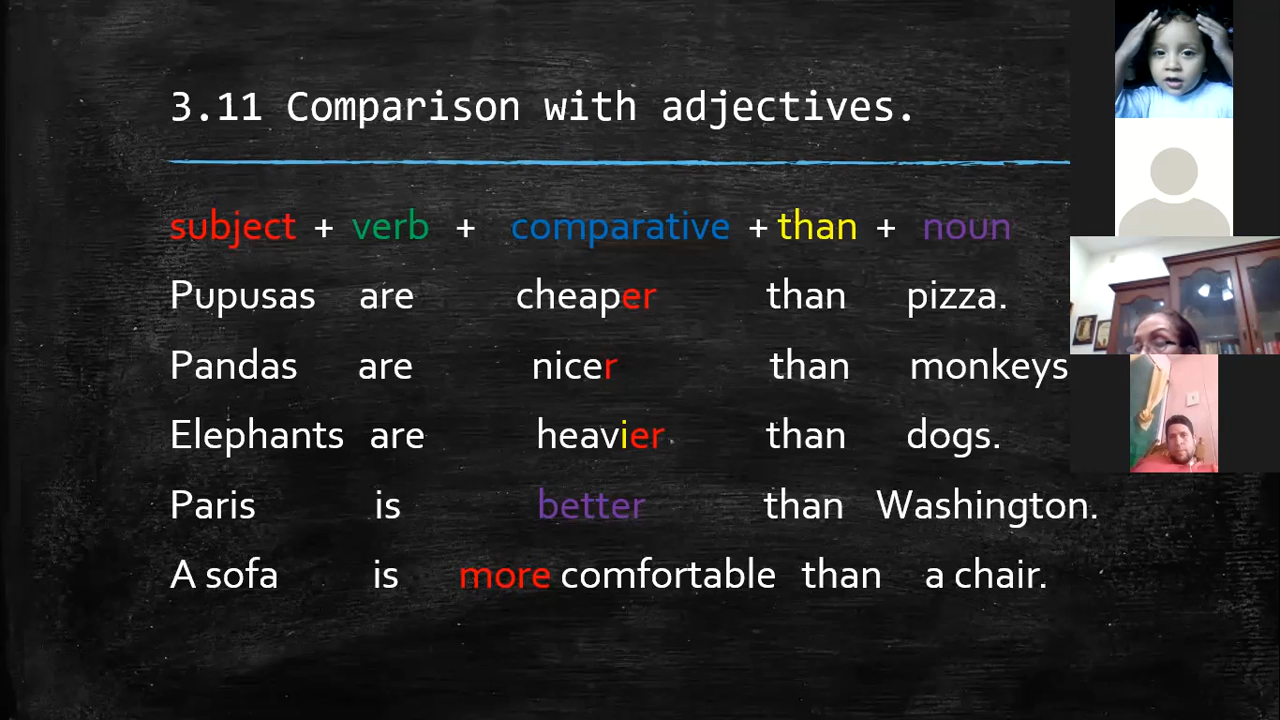 3.11 Comparison with adjectives.
subject + verb + comparative + than + noun
Pupusas are cheaper than pizza.
Pandas are nicer than monkeys
Elephants are heavier than dogs.
Paris is better than Washington.
A sofa is more comfortable than a chair.